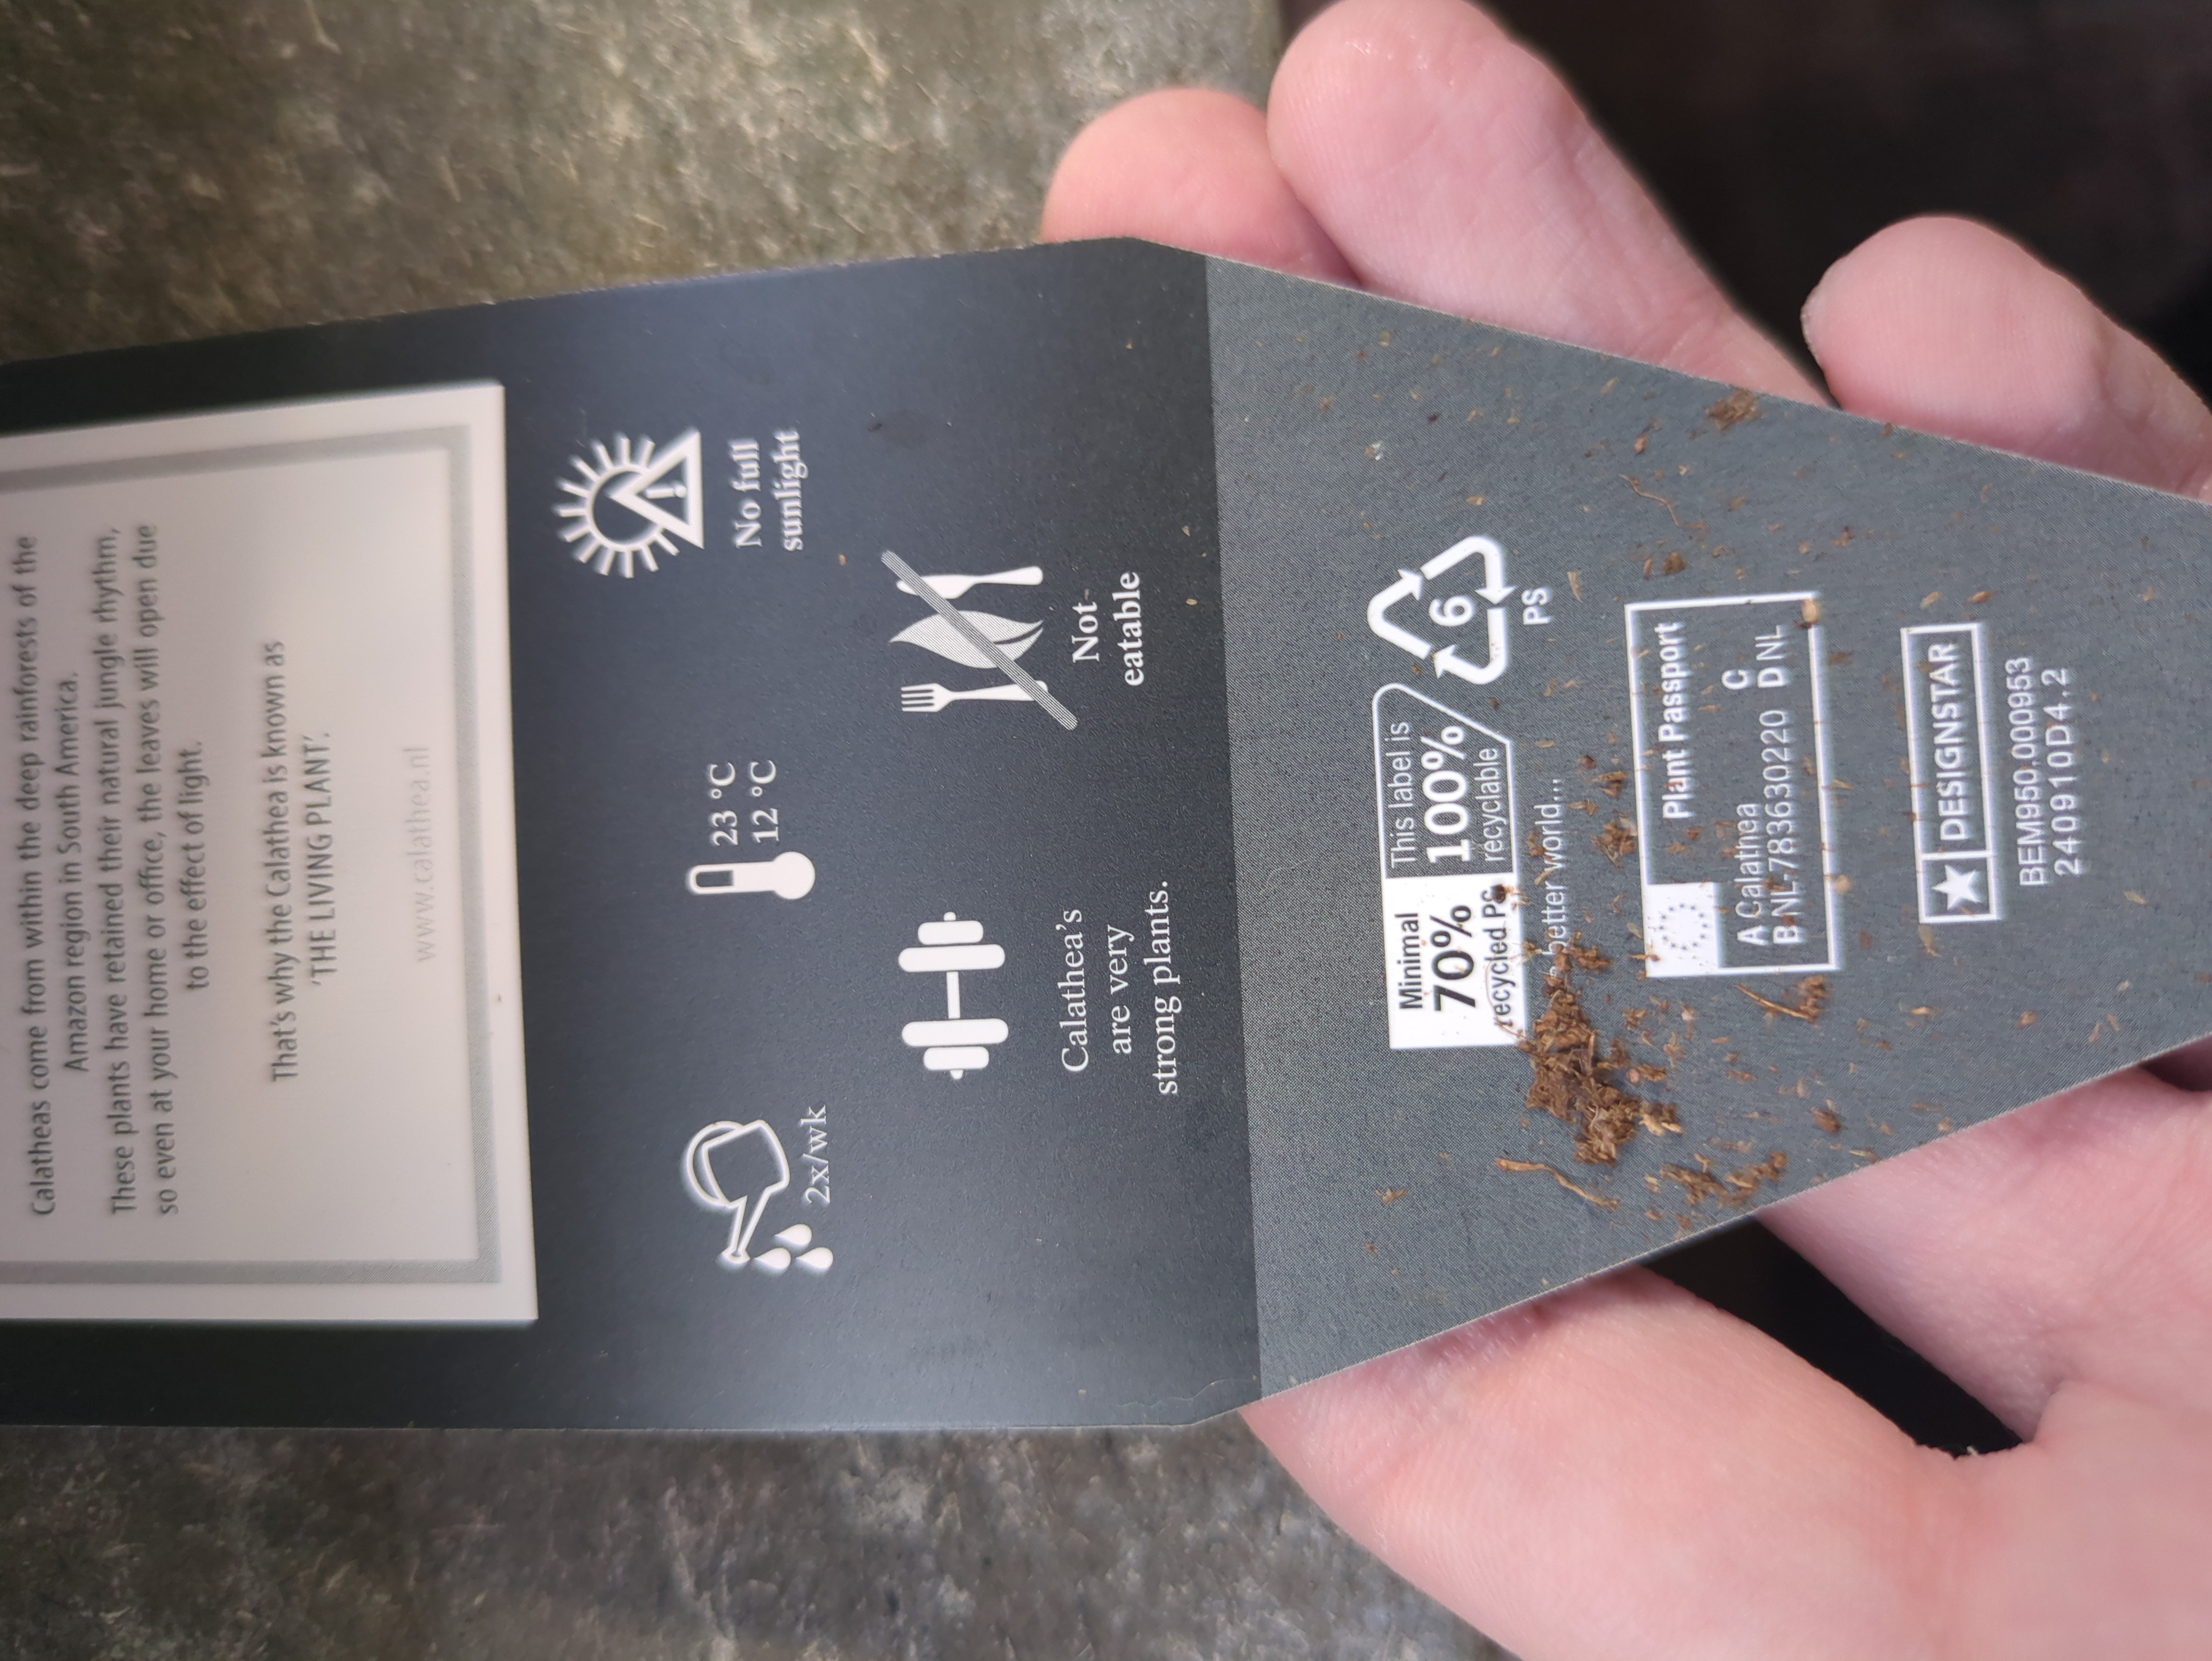 Calatheas come from within the deep rainforests of the
Amazon region in South America.
These plants have retained their natural jungle rhythm,
so even at your home or office, the leaves will open due
to the effect of light.
That's why the Calathea is known as
'THE LIVING PLANT'.
www.calathea.nl
2x/wk
23 °C
12 °C
No full
sunlight
Calathea's
are very
strong plants.
Not-
eatable
Minimal
70%
recycled PS
This label is
100%
recyclable
6
PS
better world...
Plant Passport
A Calathea
C
B NL-783630220 D NL
DESIGNSTAR
BEM950.000953
240910D4.2